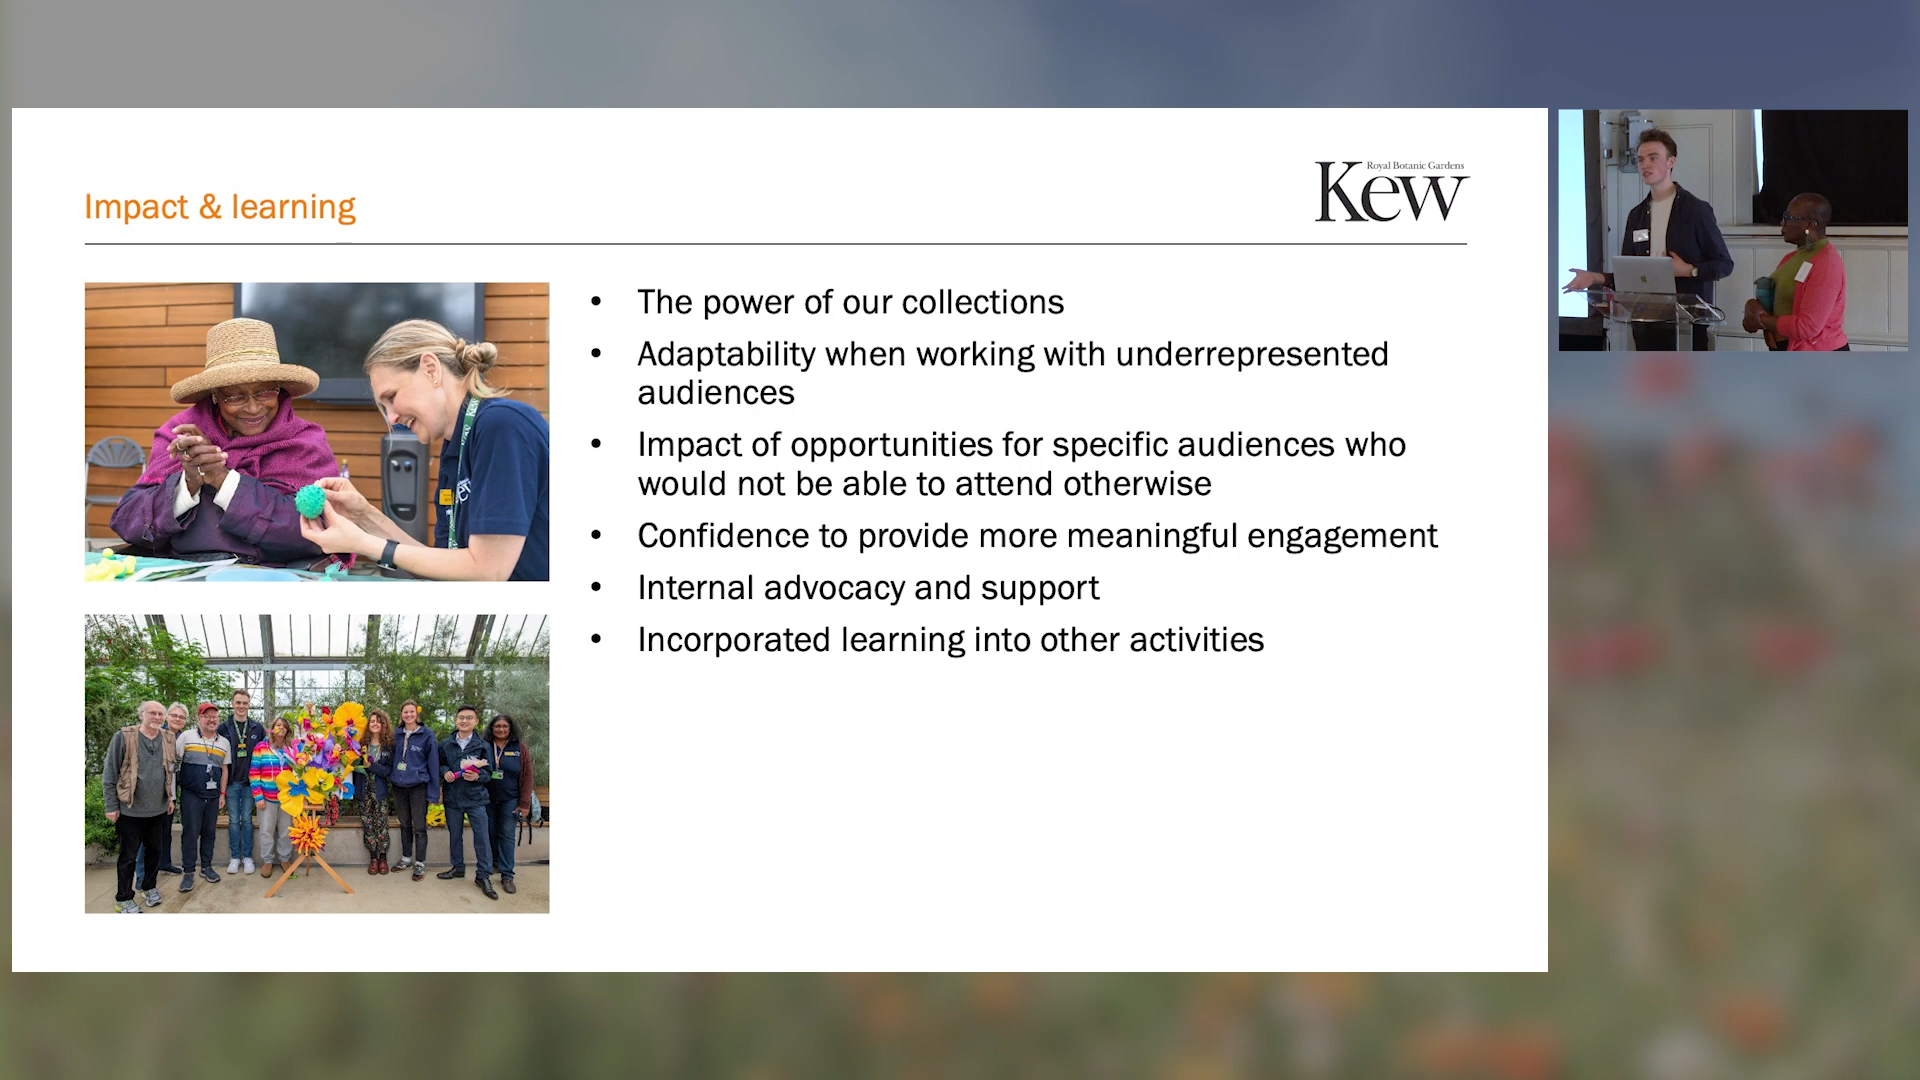 Impact & learning
Royal Botanic Gardens
Kew
• The power of our collections
• Adaptability when working with underrepresented
audiences
• Impact of opportunities for specific audiences who
would not be able to attend otherwise
• Confidence to provide more meaningful engagement
• Internal advocacy and support
• Incorporated learning into other activities